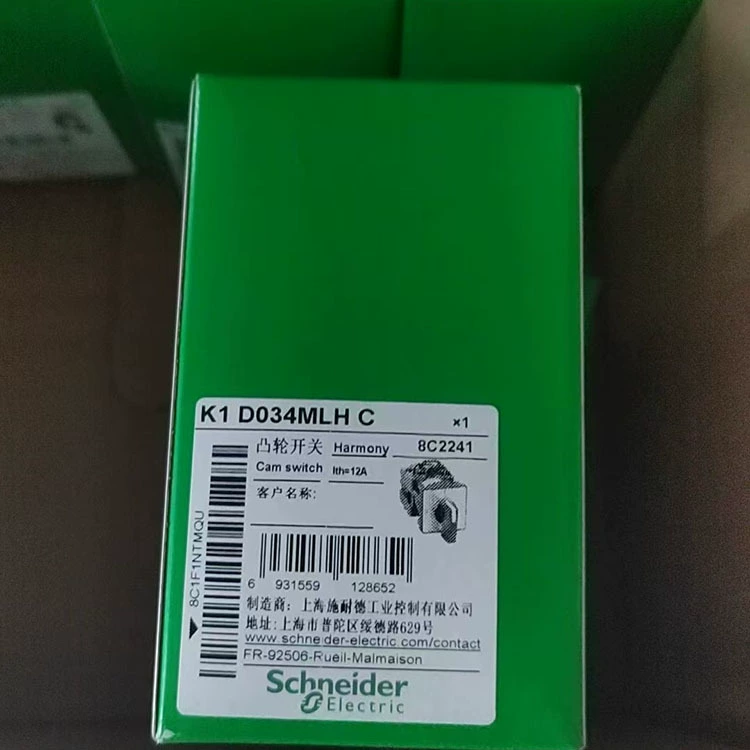 K1 D034MLH C ×1
凸轮开关 Harmony 8C2241
Cam switch Ith=12A
客户名称:
8C1F1NTMQU
6 931559 128652
制造商: 上海施耐德工业控制有限公司
地址: 上海市普陀区绥德路629号
www.schneider-electric.com/contact
FR-92506-Rueil-Malmaison
Schneider
Electric